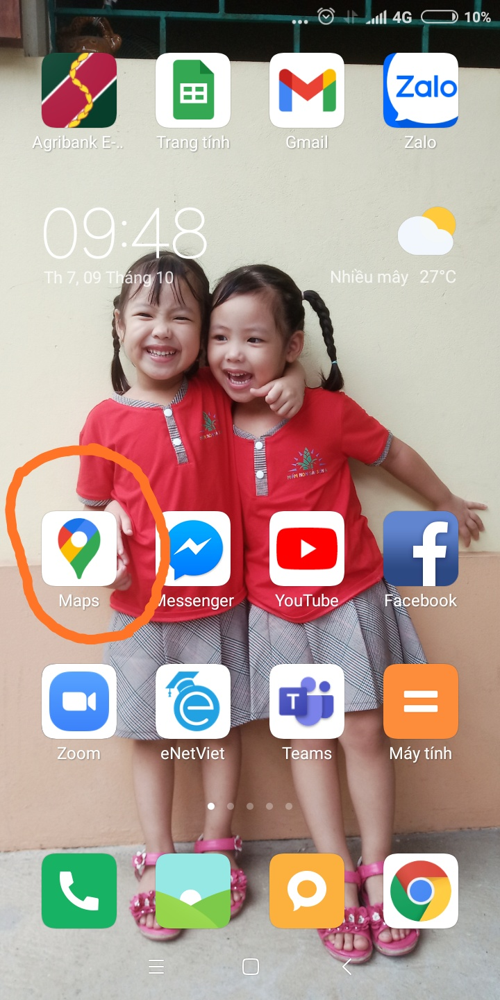 4G 10%
Zalo
Agribank E-..
Trang tính
Gmail
Zalo
09:48
Th 7, 09 Tháng 10
Nhiều mây 27°C
Maps
Messenger
YouTube
Facebook
T
Zoom
eNetViet
Teams
Máy tính